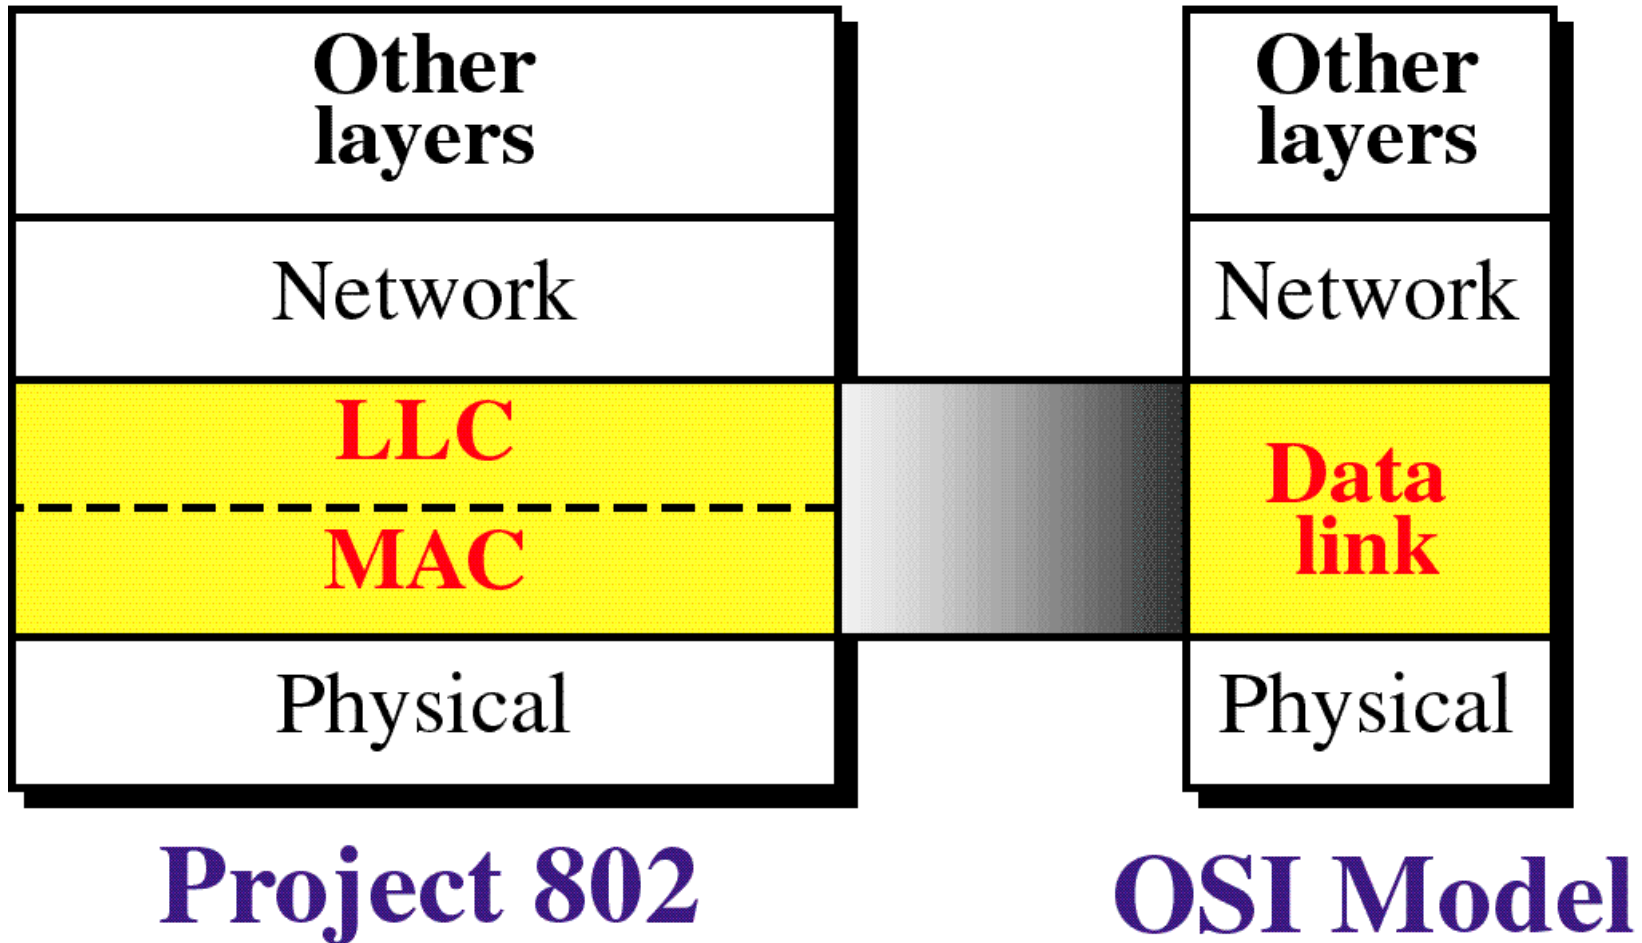 Other
layers
Network
LLC
MAC
Physical
Project 802
Other
layers
Network
Data
link
Physical
OSI Model